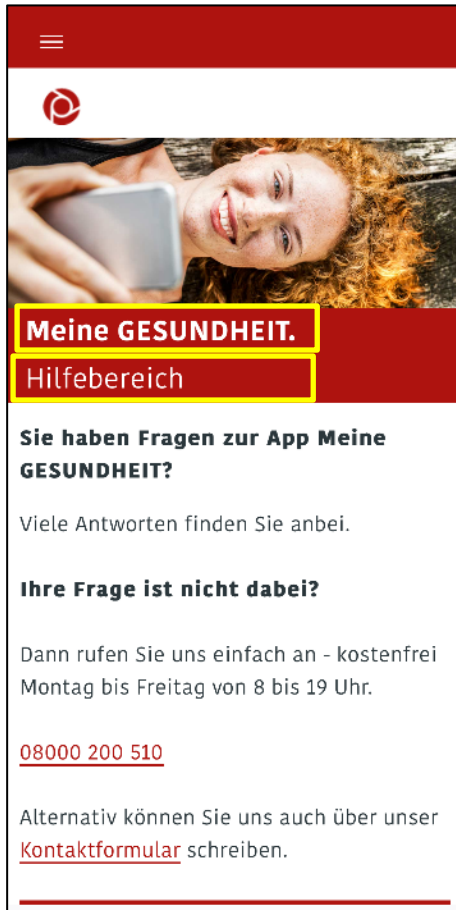 Meine GESUNDHEIT.
Hilfebereich
Sie haben Fragen zur App Meine
GESUNDHEIT?
Viele Antworten finden Sie anbei.
Ihre Frage ist nicht dabei?
Dann rufen Sie uns einfach an - kostenfrei
Montag bis Freitag von 8 bis 19 Uhr.
08000 200 510
Alternativ können Sie uns auch über unser
Kontaktformular schreiben.